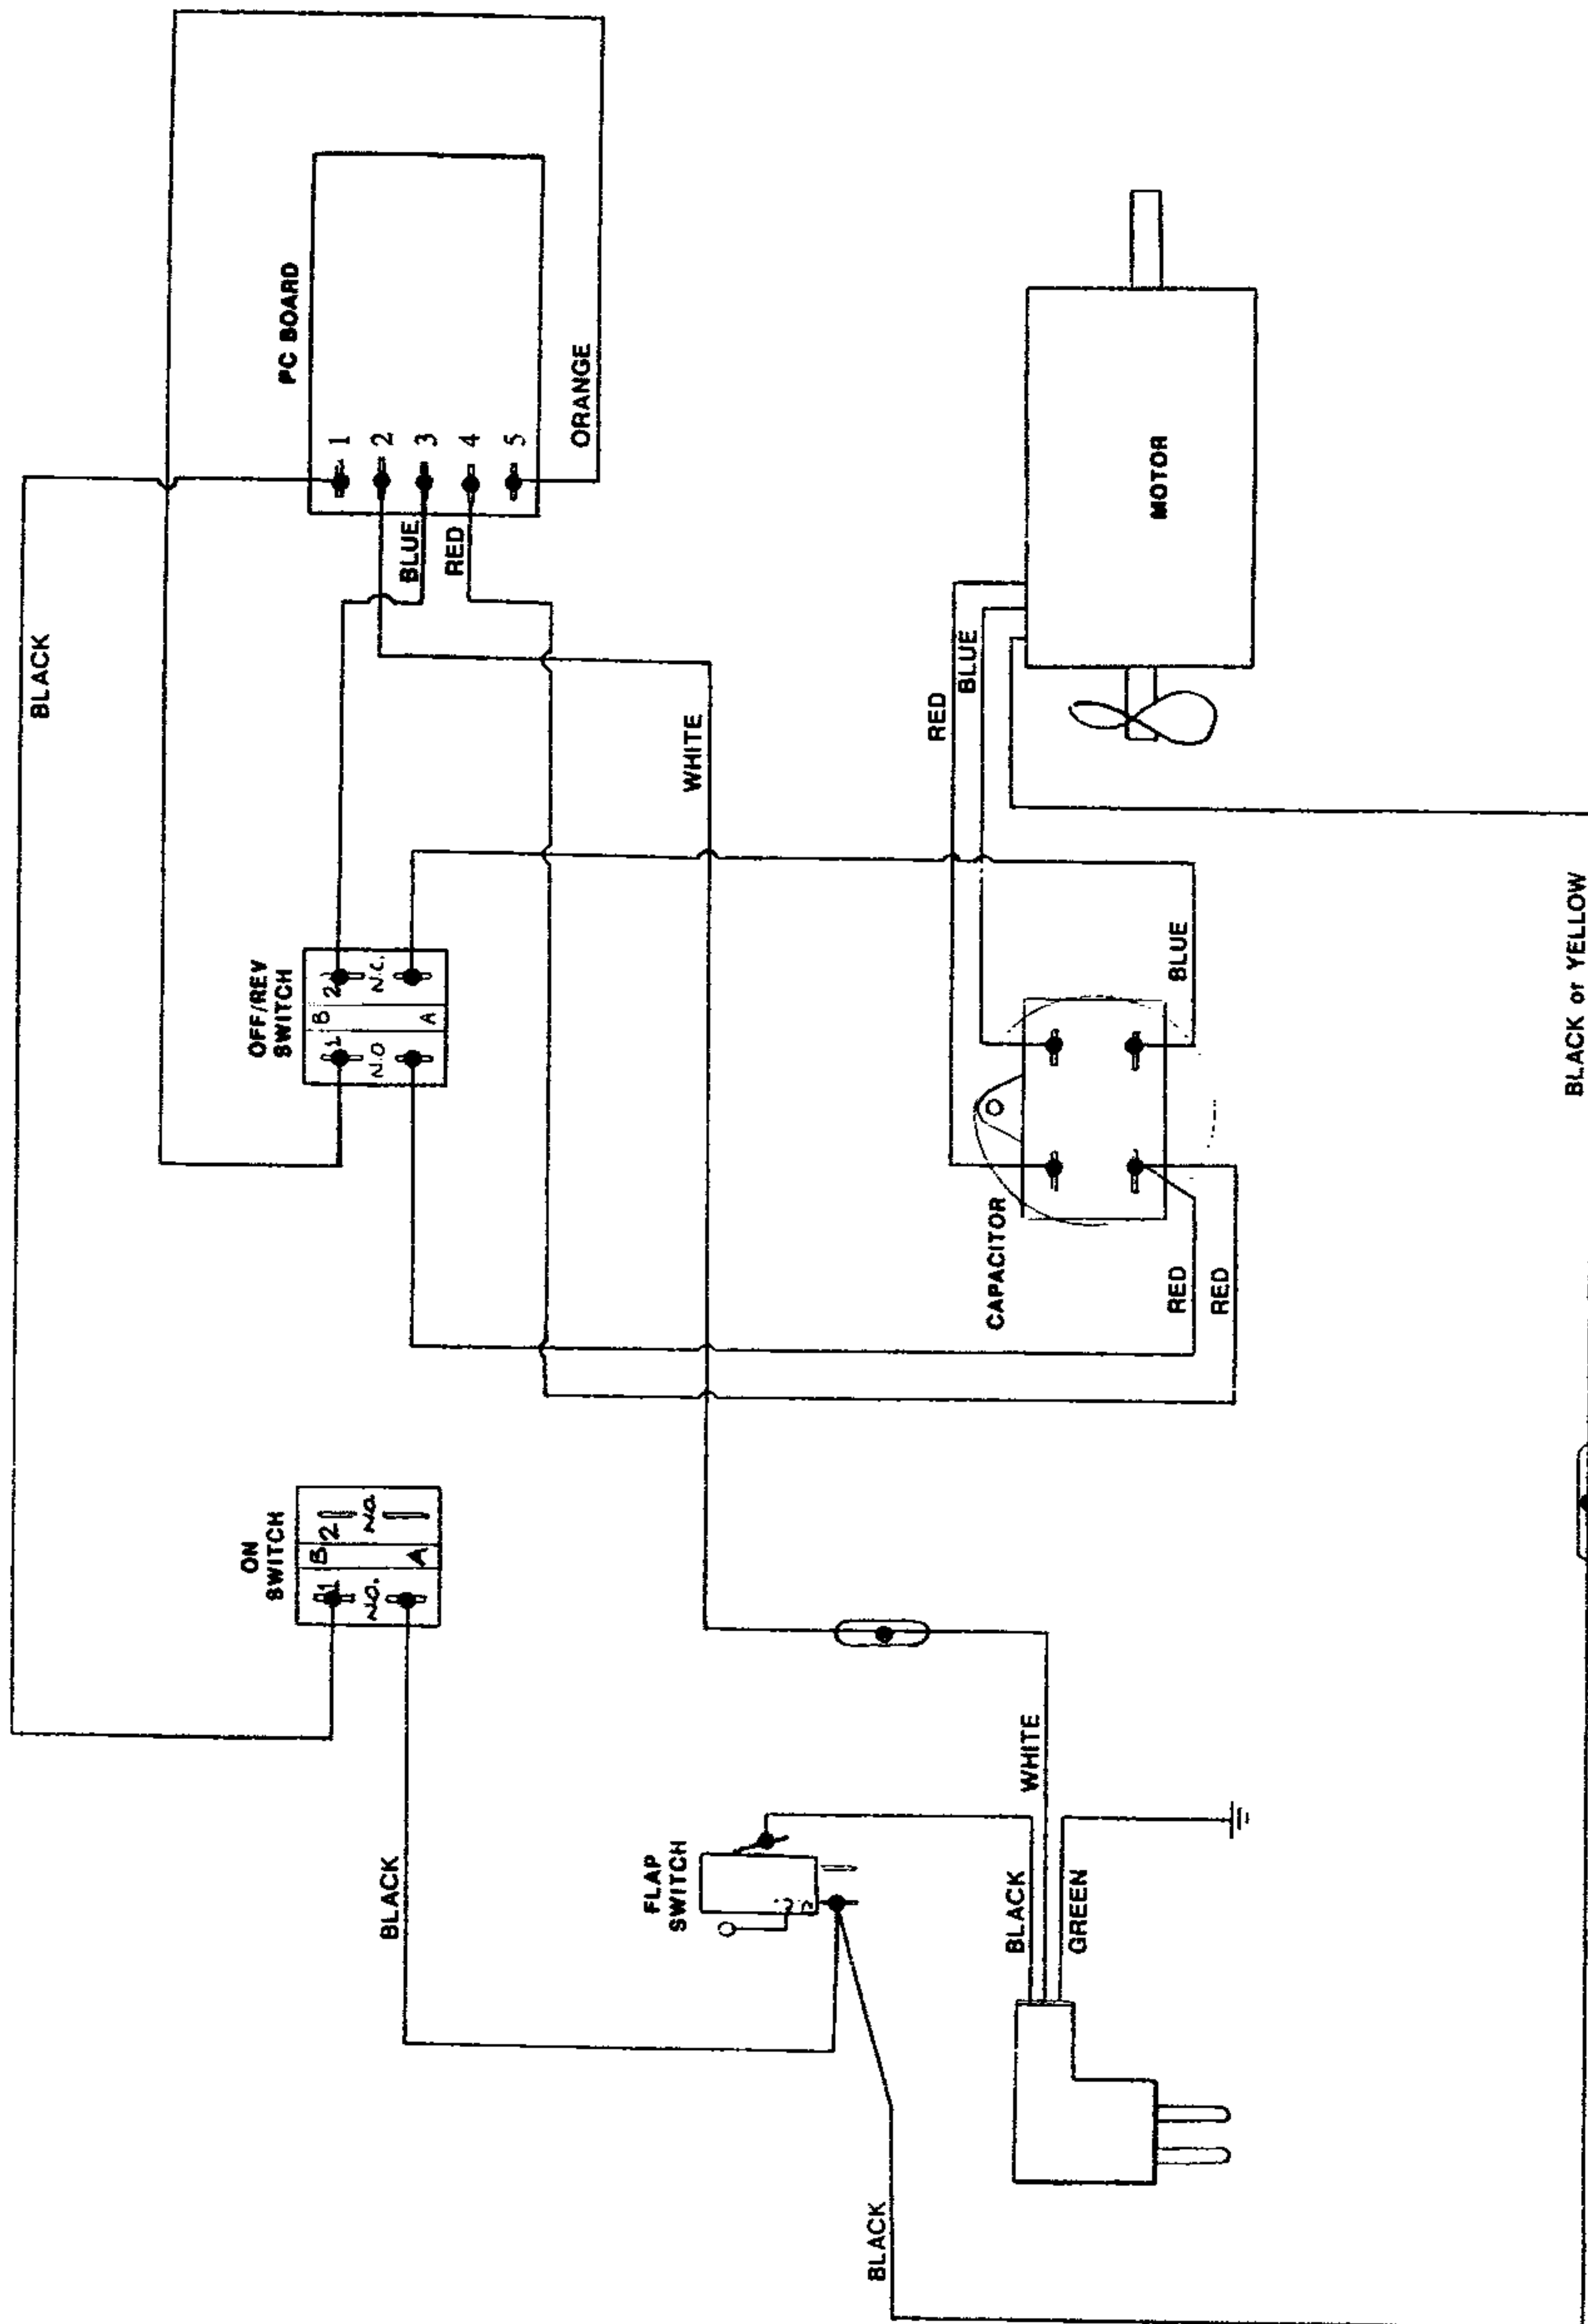 BLACK
PC BOARD
1
2
3
4
5
BLUE
RED
ORANGE
OFF/REV
SWITCH
B
2
N.C.
A
1
N.O
WHITE
ON
SWITCH
B
2
N.O.
A
1
N.O.
RED
BLUE
MOTOR
CAPACITOR
BLUE
RED
RED
BLACK
FLAP
SWITCH
WHITE
BLACK
GREEN
BLACK
BLACK or YELLOW